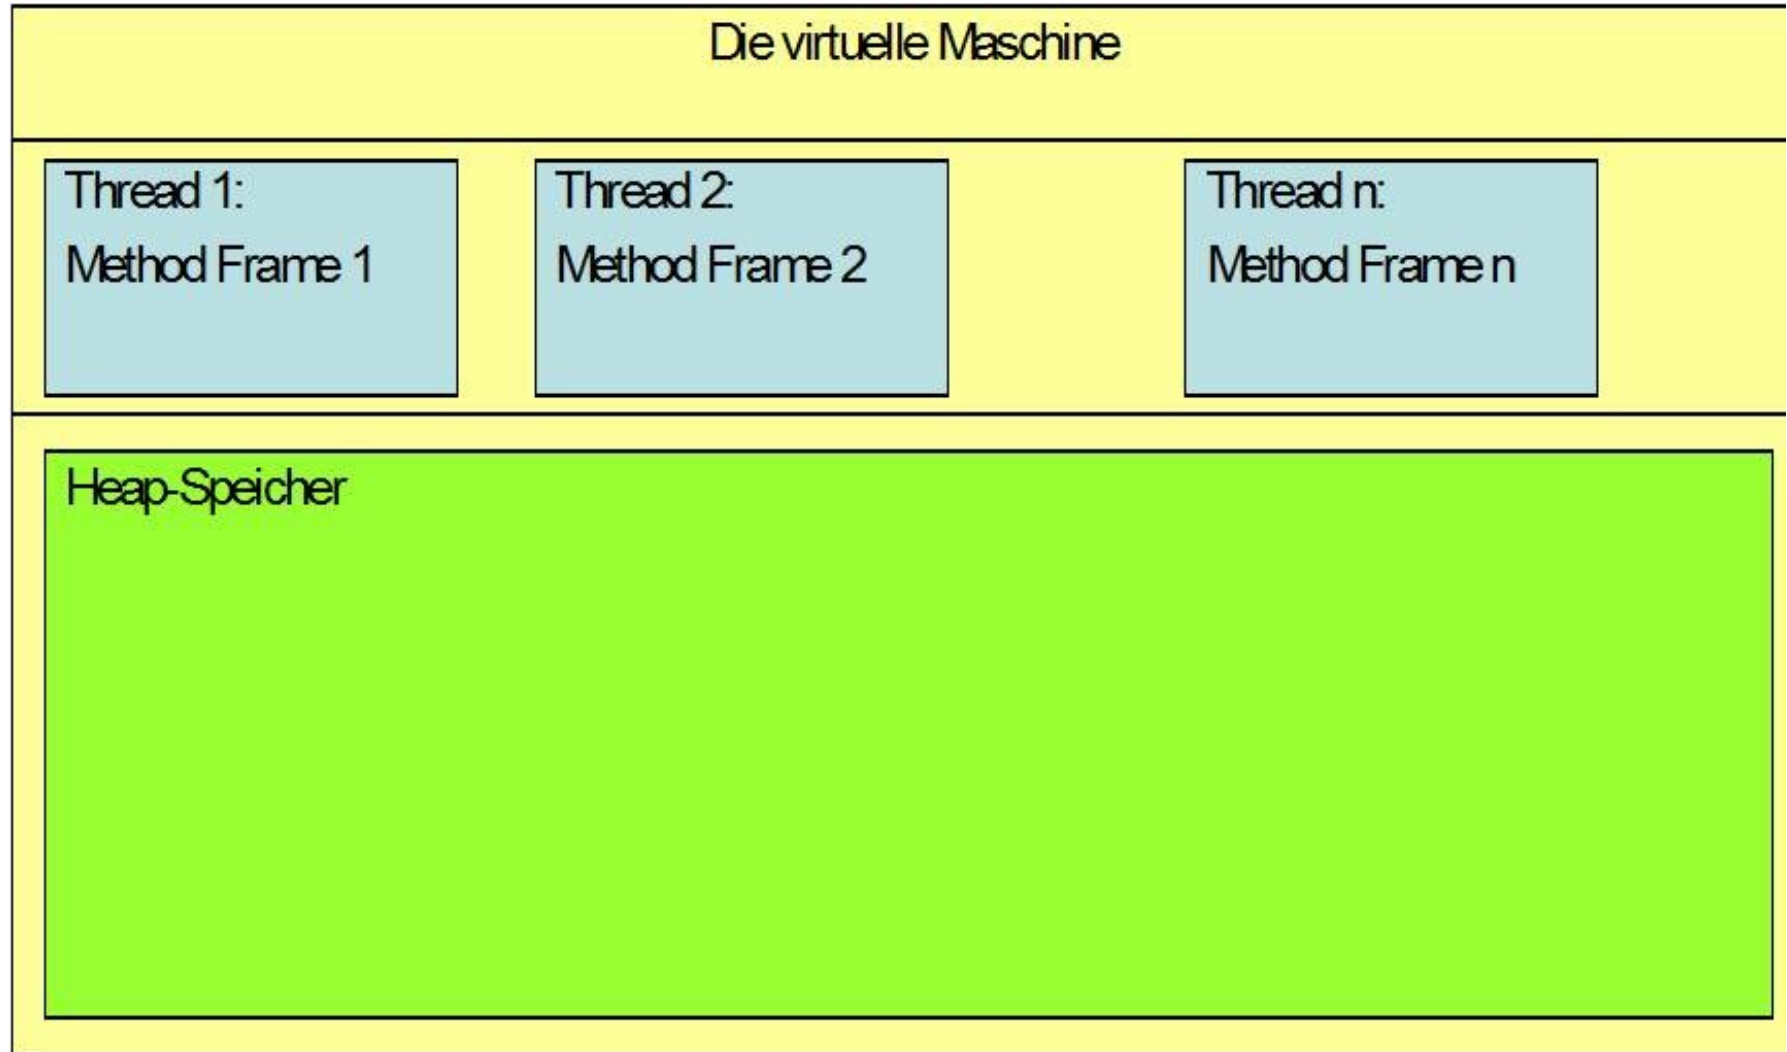 Die virtuelle Maschine
Thread 1:
Method Frame 1
Thread 2:
Method Frame 2
Thread n:
Method Frame n
Heap-Speicher